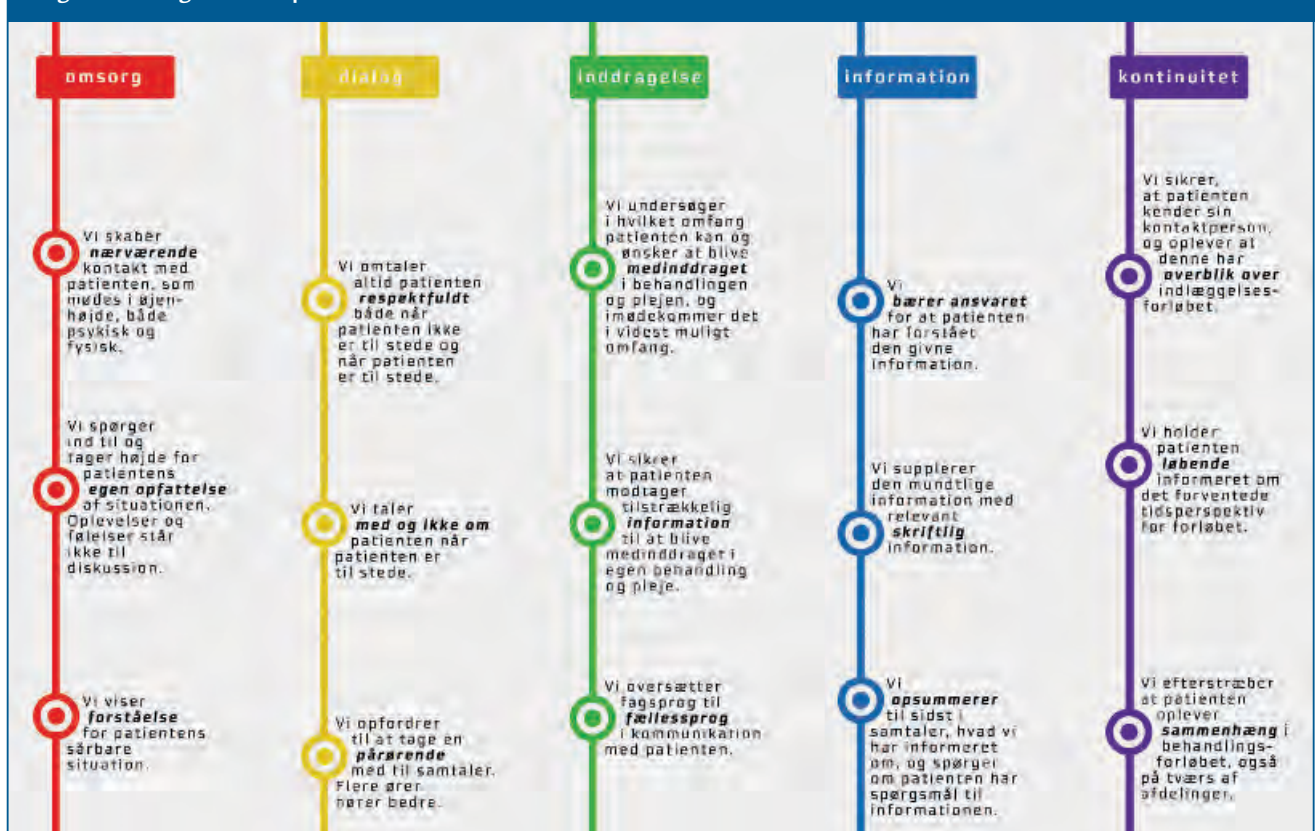 omsorg
Vi skaber
nærværende
kontakt med
patienten, som
mødes i øjen-
højde, både
psykisk og
fysisk.
Vi spørger
ind til og
tager højde for
patientens
egen opfattelse
af situationen.
Oplevelser og
følelser står
ikke til
diskussion.
Vi viser
forståelse
for patientens
sårbare
situation.
dialog
Vi omtaler
altid patienten
respektfuldt
både når
patienten ikke
er til stede og
når patienten
er til stede.
Vi taler
med og ikke om
patienten når
patienten er
til stede.
Vi opfordrer
til at tage en
pårørende
med til samtaler.
Flere ører
hører bedre.
inddragelse
Vi undersøger
i hvilket omfang
patienten kan og
ønsker at blive
medinddraget
i behandlingen
og plejen, og
imødekommer det
i videst muligt
omfang.
Vi sikrer
at patienten
modtager
tilstrækkelig
information
til at blive
medinddraget i
egen behandling
og pleje.
Vi oversætter
fagsprog til
fællessprog
i kommunikation
med patienten.
information
Vi
bærer ansvaret
for at patienten
har forstået
den givne
information.
Vi supplerer
den mundtlige
information med
relevant
skriftlig
information.
Vi
opsummerer
til sidst i
samtaler, hvad vi
har informeret
om, og spørger
om patienten har
spørgsmål til
informationen.
kontinuitet
Vi sikrer,
at patienten
kender sin
kontaktperson,
og oplever at
denne har
overblik over
indlæggelses-
forløbet.
Vi holder
patienten
løbende
informeret om
det forventede
tidsperspektiv
for forløbet.
Vi efterstræber
at patienten
oplever
sammenhæng i
behandlings-
forløbet, også
på tværs af
afdelinger.